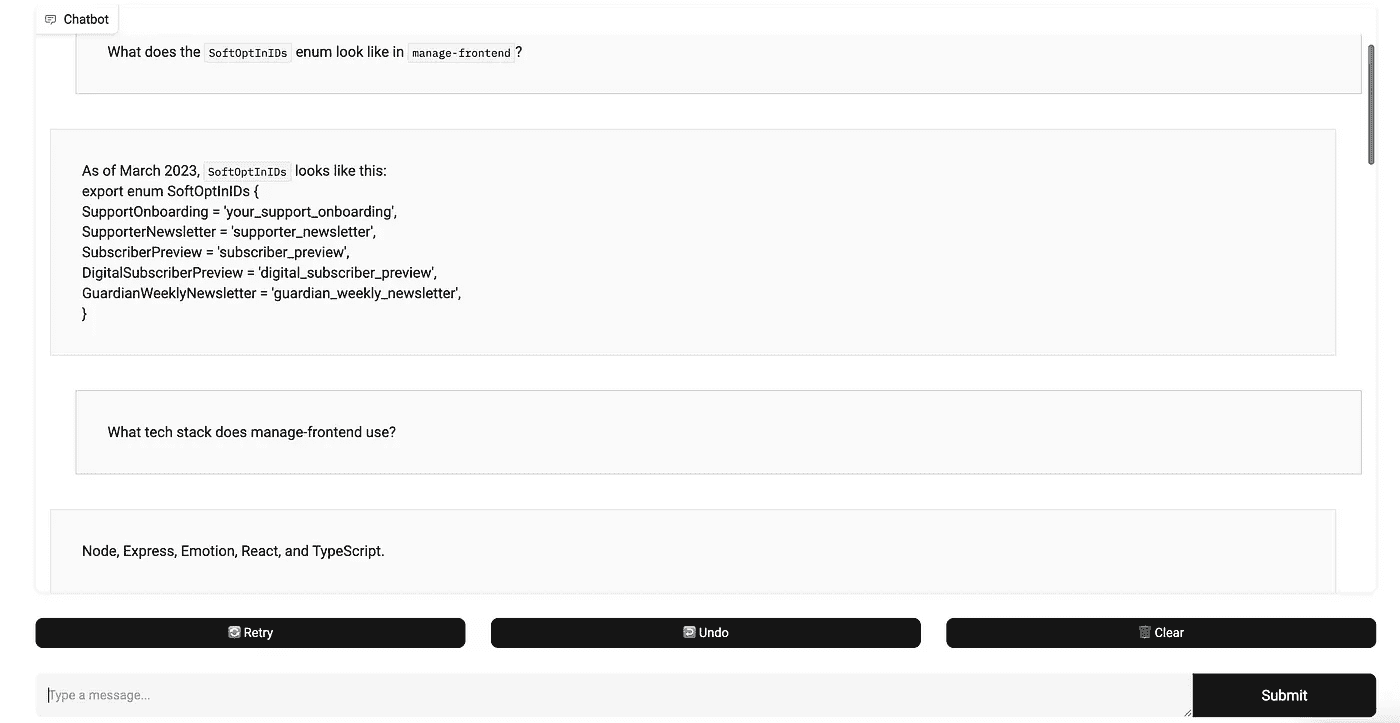 Chatbot
What does the SoftOptInIDs enum look like in manage-frontend ?
As of March 2023, SoftOptInIDs looks like this:
export enum SoftOptInIDs {
SupportOnboarding = 'your_support_onboarding',
SupporterNewsletter = 'supporter_newsletter',
SubscriberPreview = 'subscriber_preview',
DigitalSubscriberPreview = 'digital_subscriber_preview',
GuardianWeeklyNewsletter = 'guardian_weekly_newsletter',
}
What tech stack does manage-frontend use?
Node, Express, Emotion, React, and TypeScript.
Retry
Undo
Clear
Type a message...
Submit